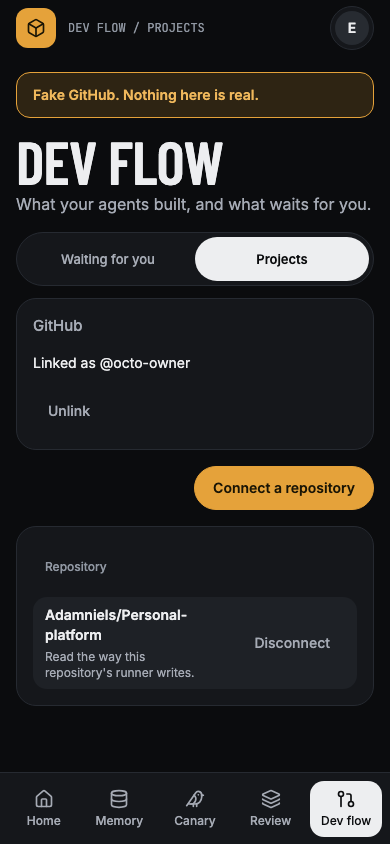 DEV FLOW / PROJECTS
E
Fake GitHub. Nothing here is real.
DEV FLOW
What your agents built, and what waits for you.
Waiting for you
Projects
GitHub
Linked as @octo-owner
Unlink
Connect a repository
Repository
Adamniels/Personal-
platform
Read the way this
repository's runner writes.
Disconnect
Home
Memory
Canary
Review
Dev flow